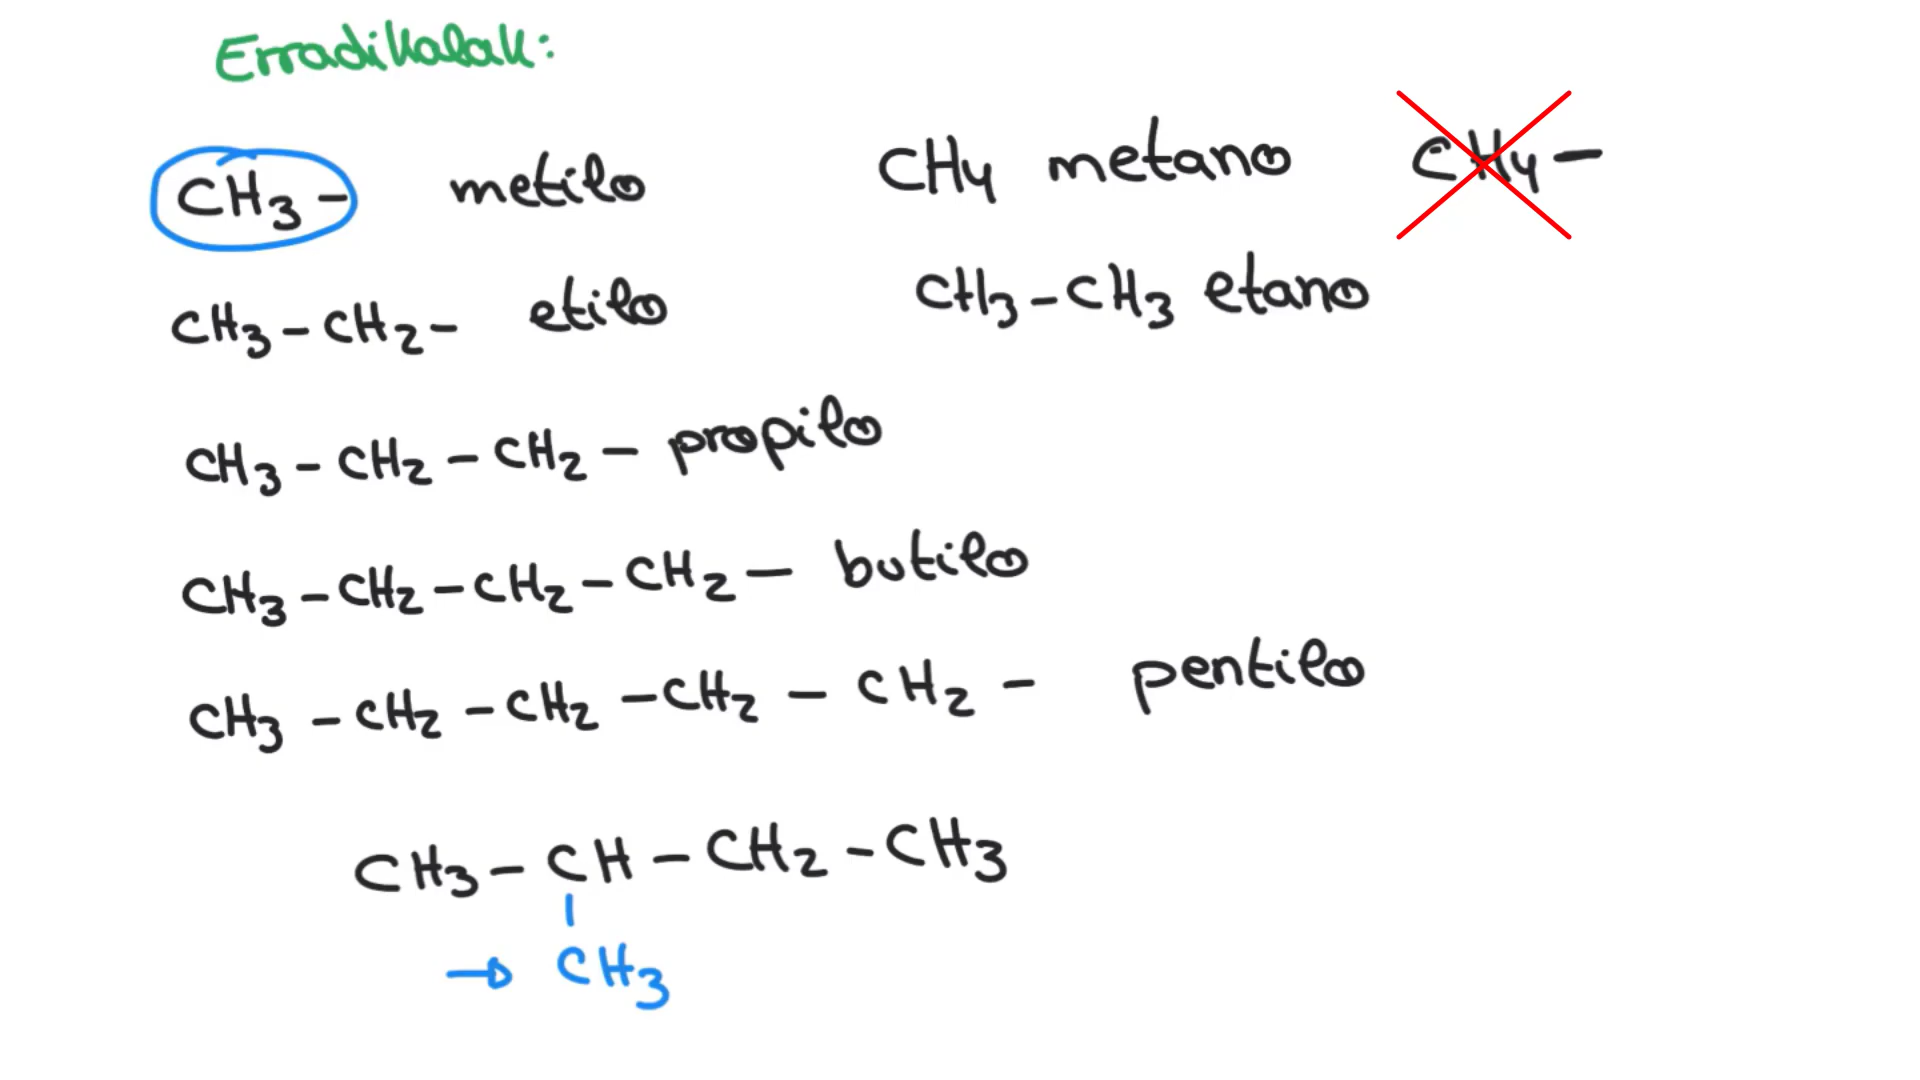 Erradikalak:
CH3 - metilo CH4 metano CH4 -
CH3 - CH2 - etilo CH3 - CH3 etano
CH3 - CH2 - CH2 - propilo
CH3 - CH2 - CH2 - CH2 - butilo
CH3 - CH2 - CH2 - CH2 - CH2 - pentilo
CH3 - CH - CH2 - CH3
→ CH3